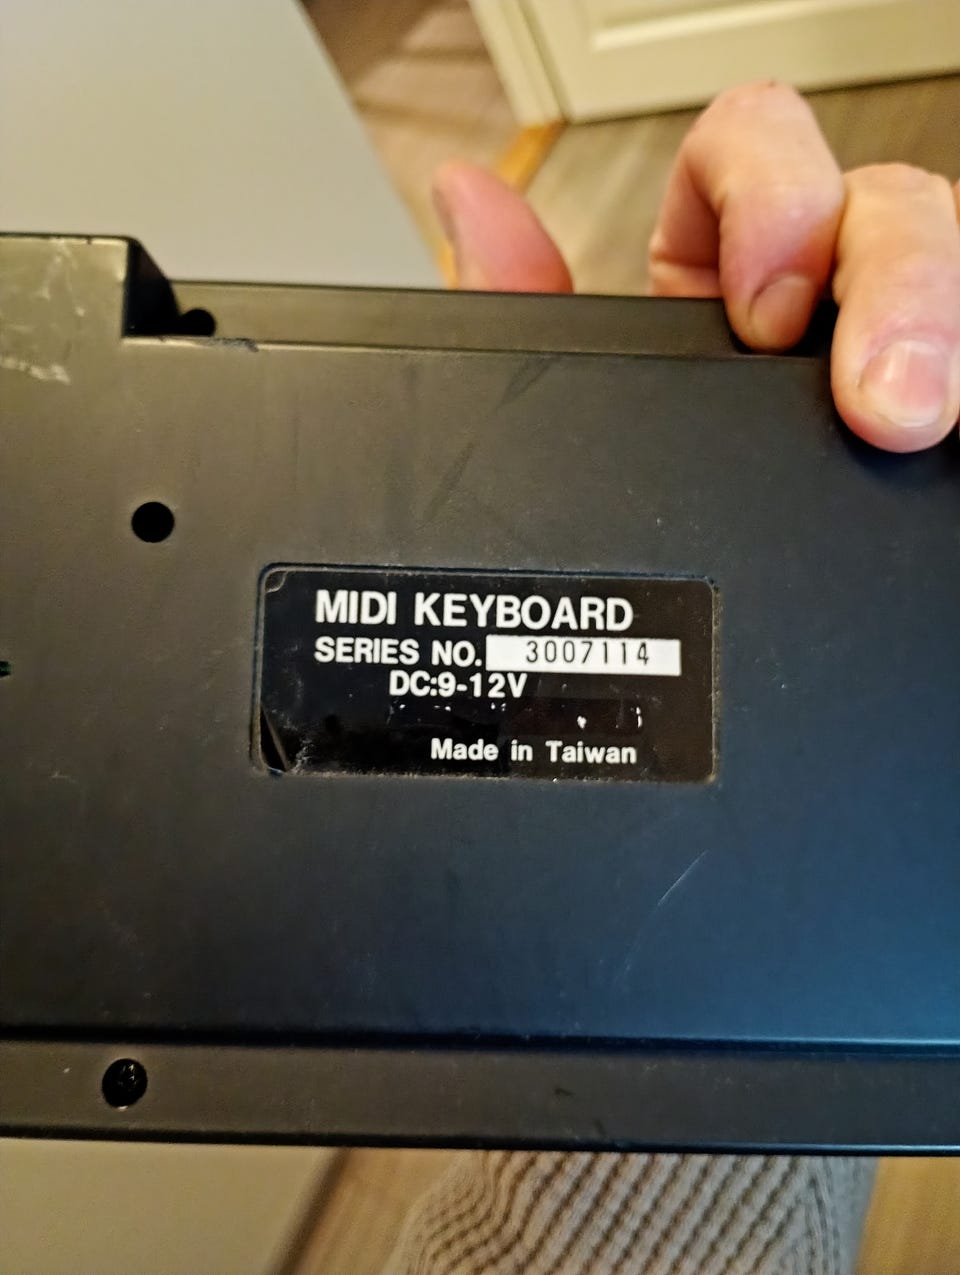 MIDI KEYBOARD
SERIES NO. 3007114
DC:9-12V
Made in Taiwan